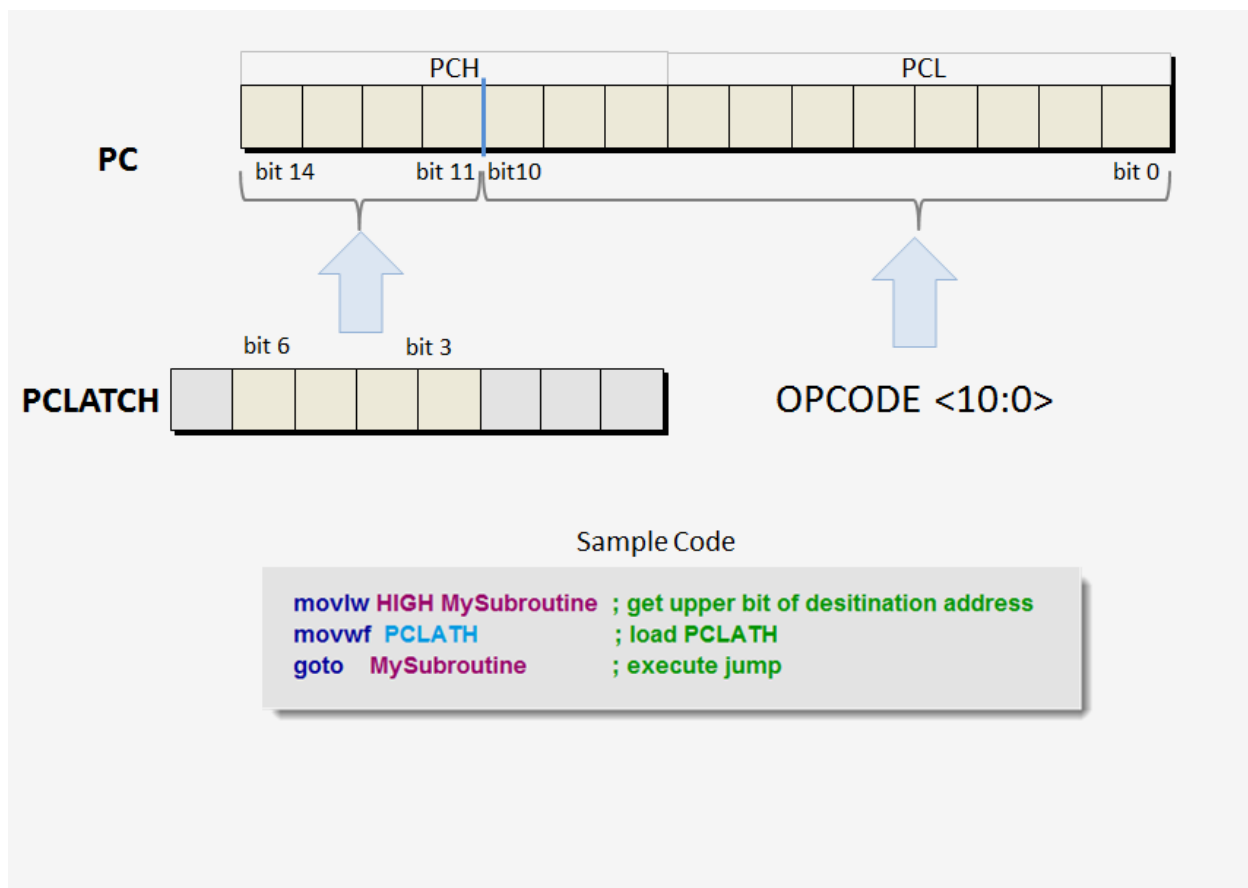 PCH PCL
PC
bit 14 bit 11 bit10 bit 0
bit 6 bit 3
PCLATCH
OPCODE <10:0>
Sample Code
movlw HIGH MySubroutine ; get upper bit of desitination address
movwf PCLATH ; load PCLATH
goto MySubroutine ; execute jump